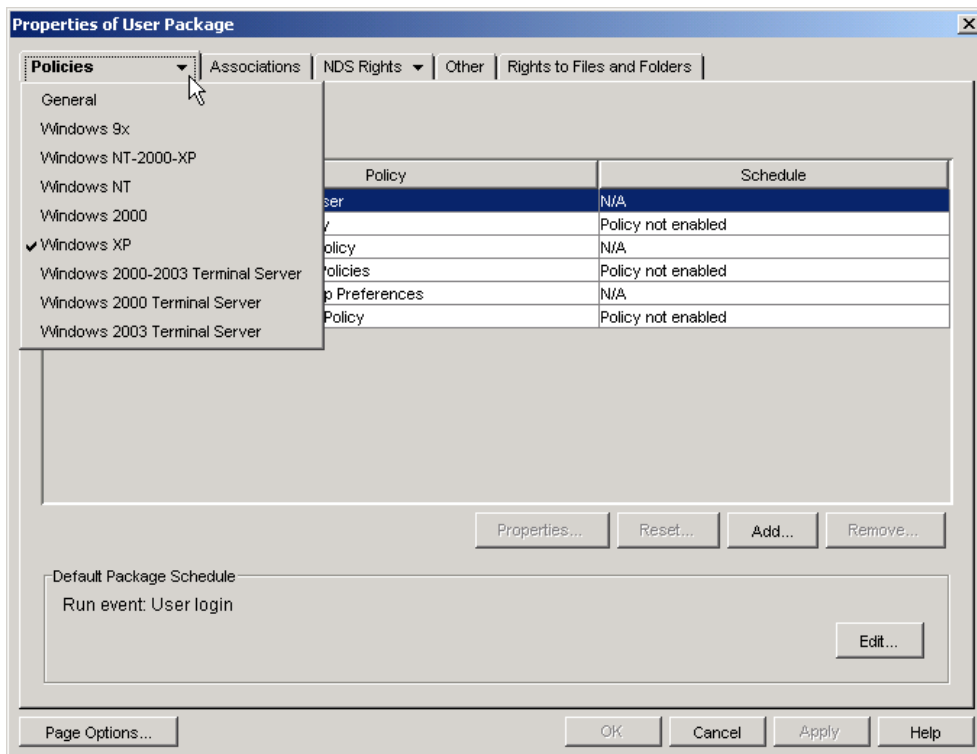 Properties of User Package
Policies Associations NDS Rights Other Rights to Files and Folders
General
Windows 9x
Windows NT-2000-XP
Windows NT
Windows 2000
Windows XP
Windows 2000-2003 Terminal Server
Windows 2000 Terminal Server
Windows 2003 Terminal Server
Policy Schedule
ser N/A
y Policy not enabled
olicy N/A
Policies Policy not enabled
p Preferences N/A
Policy Policy not enabled
Properties... Reset... Add... Remove...
Default Package Schedule
Run event: User login
Edit...
Page Options... OK Cancel Apply Help